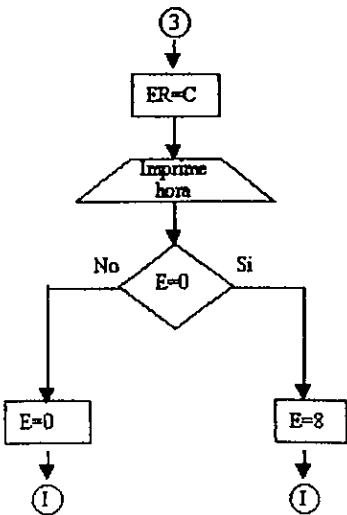 3
ER=C
Imprime
hora
No
Si
E=0
E=0
E=8
I
I